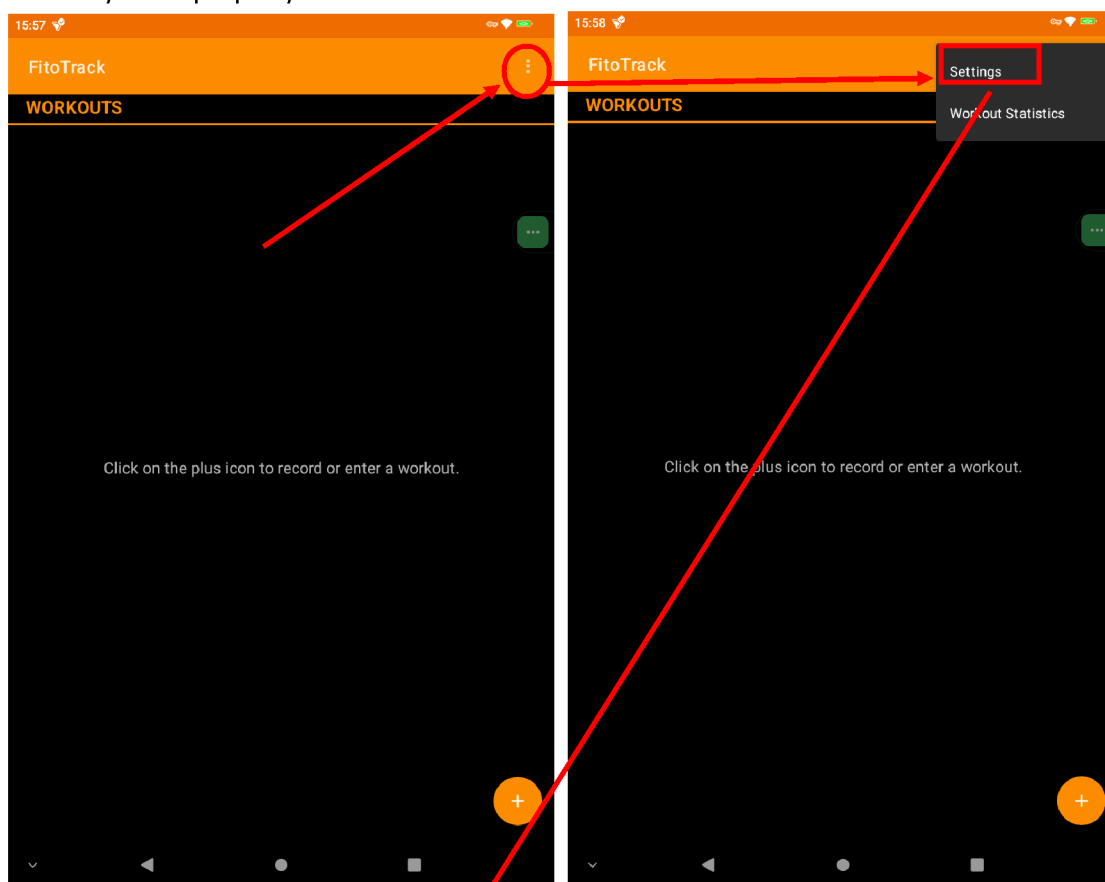 15:57
FitoTrack
WORKOUTS
Click on the plus icon to record or enter a workout.
15:58
FitoTrack
Settings
WORKOUTS
Workout Statistics
Click on the plus icon to record or enter a workout.